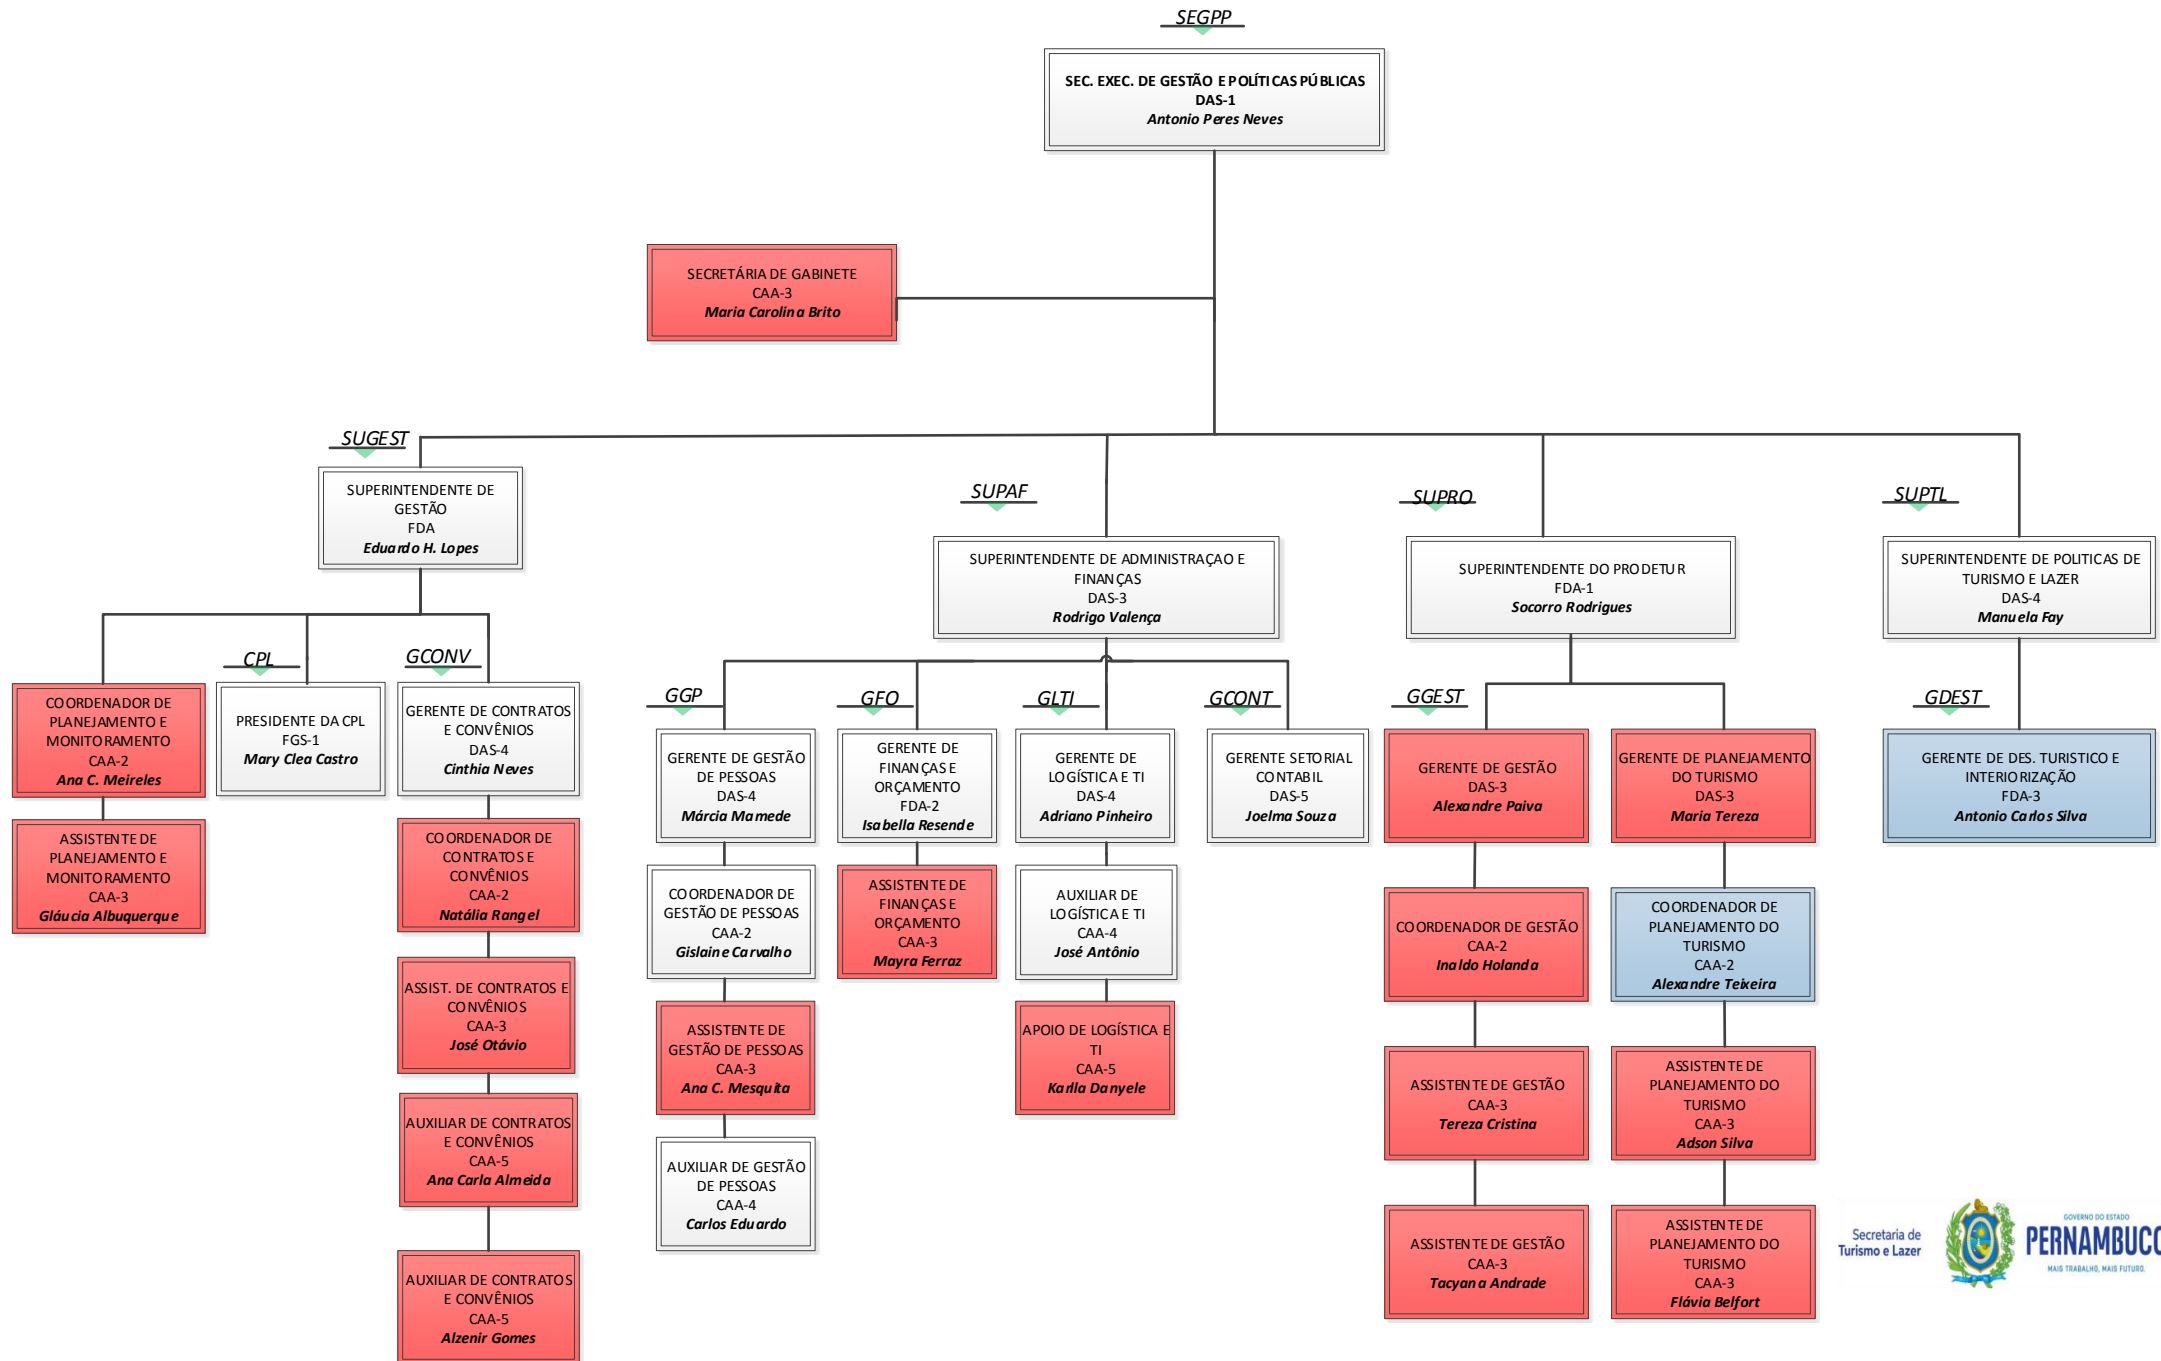 SEGPP
SEC. EXEC. DE GESTÃO E POLÍTICAS PÚBLICAS
DAS-1
Antonio Peres Neves
SECRETÁRIA DE GABINETE
CAA-3
Maria Carolina Brito
SUGEST
SUPERINTENDENTE DE
GESTÃO
FDA
Eduardo H. Lopes
SUPAF
SUPERINTENDENTE DE ADMINISTRAÇAO E
FINANÇAS
DAS-3
Rodrigo Valença
SUPRO
SUPERINTENDENTE DO PRODETUR
FDA-1
Socorro Rodrigues
SUPTL
SUPERINTENDENTE DE POLITICAS DE
TURISMO E LAZER
DAS-4
Manuela Fay
COORDENADOR DE
PLANEJAMENTO E
MONITORAMENTO
CAA-2
Ana C. Meireles
ASSISTENTE DE
PLANEJAMENTO E
MONITORAMENTO
CAA-3
Gláucia Albuquerque
CPL
PRESIDENTE DA CPL
FGS-1
Mary Clea Castro
GCONV
GERENTE DE CONTRATOS
E CONVÊNIOS
DAS-4
Cinthia Neves
COORDENADOR DE
CONTRATOS E
CONVÊNIOS
CAA-2
Natália Rangel
ASSIST. DE CONTRATOS E
CONVÊNIOS
CAA-3
José Otávio
AUXILIAR DE CONTRATOS
E CONVÊNIOS
CAA-5
Ana Carla Almeida
AUXILIAR DE CONTRATOS
E CONVÊNIOS
CAA-5
Alzenir Gomes
GGP
GERENTE DE GESTÃO
DE PESSOAS
DAS-4
Márcia Mamede
COORDENADOR DE
GESTÃO DE PESSOAS
CAA-2
Gislaine Carvalho
ASSISTENTE DE
GESTÃO DE PESSOAS
CAA-3
Ana C. Mesquita
AUXILIAR DE GESTÃO
DE PESSOAS
CAA-4
Carlos Eduardo
GFO
GERENTE DE
FINANÇAS E
ORÇAMENTO
FDA-2
Isabella Resende
ASSISTENTE DE
FINANÇAS E
ORÇAMENTO
CAA-3
Mayra Ferraz
GLTI
GERENTE DE
LOGÍSTICA E TI
DAS-4
Adriano Pinheiro
AUXILIAR DE
LOGÍSTICA E TI
CAA-4
José Antônio
APOIO DE LOGÍSTICA E
TI
CAA-5
Karlla Danyele
GCONT
GERENTE SETORIAL
CONTABIL
DAS-5
Joelma Souza
GGEST
GERENTE DE GESTÃO
DAS-3
Alexandre Paiva
COORDENADOR DE GESTÃO
CAA-2
Inaldo Holanda
ASSISTENTE DE GESTÃO
CAA-3
Tereza Cristina
ASSISTENTE DE GESTÃO
CAA-3
Tacyana Andrade
GERENTE DE PLANEJAMENTO
DO TURISMO
DAS-3
Maria Tereza
COORDENADOR DE
PLANEJAMENTO DO
TURISMO
CAA-2
Alexandre Teixeira
ASSISTENTE DE
PLANEJAMENTO DO
TURISMO
CAA-3
Adson Silva
ASSISTENTE DE
PLANEJAMENTO DO
TURISMO
CAA-3
Flávia Belfort
GDEST
GERENTE DE DES. TURISTICO E
INTERIORIZAÇÃO
FDA-3
Antonio Carlos Silva
Secretaria de
Turismo e Lazer
GOVERNO DO ESTADO
PERNAMBUCO
MAIS TRABALHO, MAIS FUTURO.